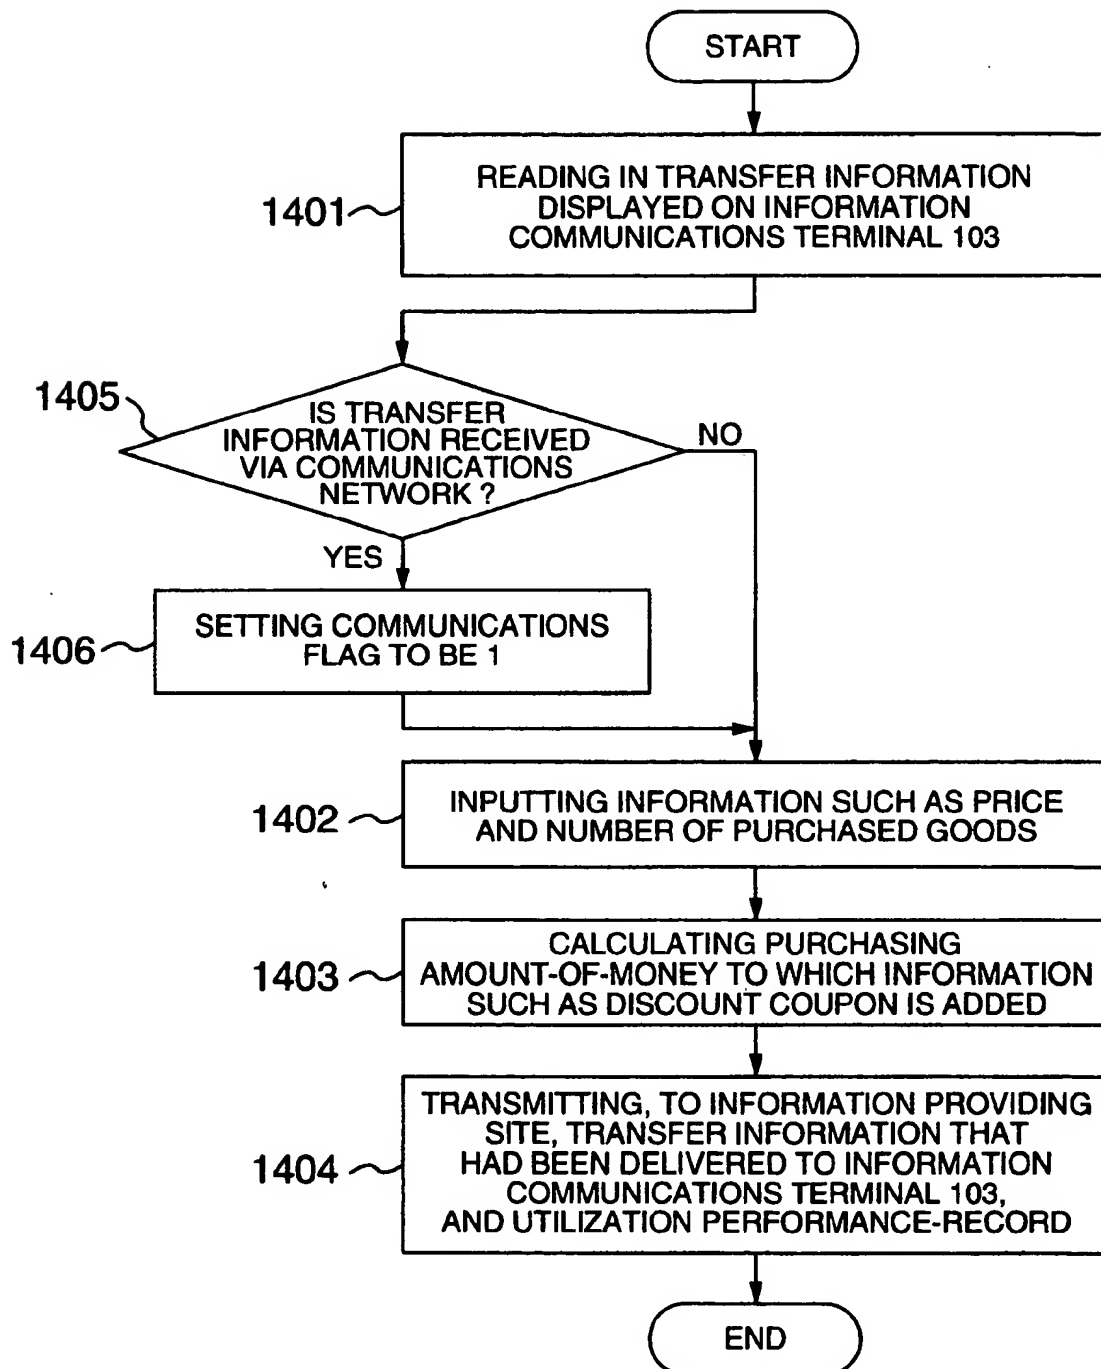 START
1401
READING IN TRANSFER INFORMATION
DISPLAYED ON INFORMATION
COMMUNICATIONS TERMINAL 103
1405
IS TRANSFER
INFORMATION RECEIVED
VIA COMMUNICATIONS
NETWORK ?
NO
YES
1406
SETTING COMMUNICATIONS
FLAG TO BE 1
1402
INPUTTING INFORMATION SUCH AS PRICE
AND NUMBER OF PURCHASED GOODS
1403
CALCULATING PURCHASING
AMOUNT-OF-MONEY TO WHICH INFORMATION
SUCH AS DISCOUNT COUPON IS ADDED
1404
TRANSMITTING, TO INFORMATION PROVIDING
SITE, TRANSFER INFORMATION THAT
HAD BEEN DELIVERED TO INFORMATION
COMMUNICATIONS TERMINAL 103,
AND UTILIZATION PERFORMANCE-RECORD
END